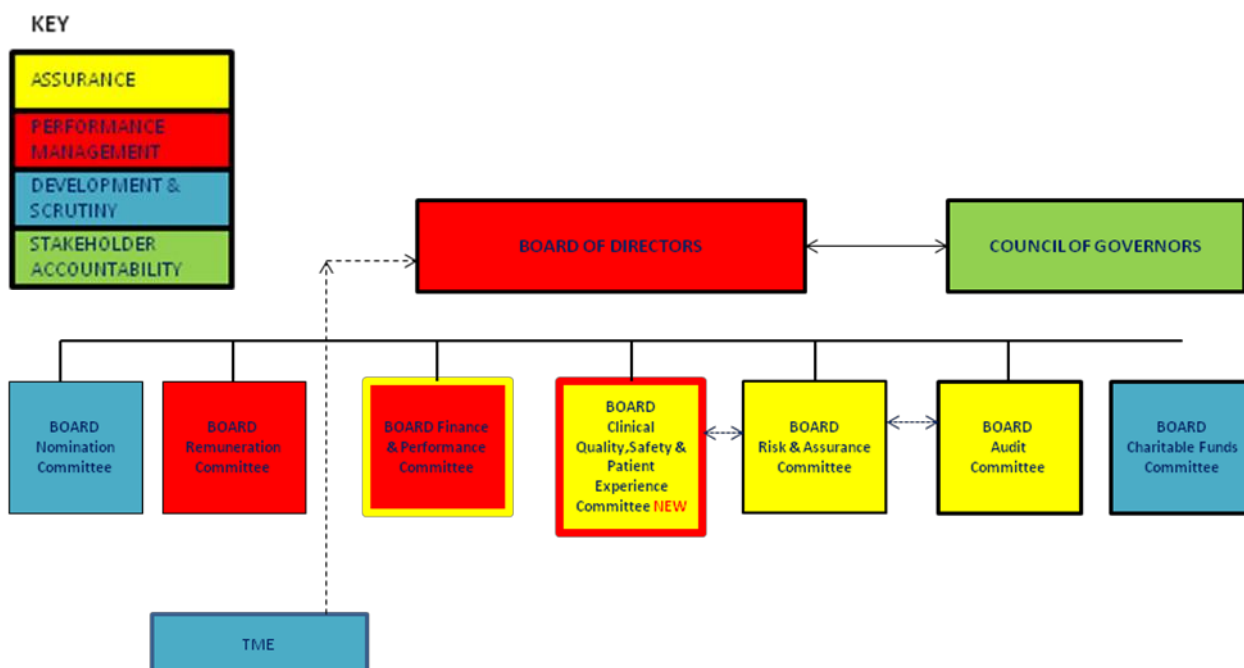 KEY
ASSURANCE
PERFORMANCE
MANAGEMENT
DEVELOPMENT &
SCRUTINY
STAKEHOLDER
ACCOUNTABILITY
BOARD OF DIRECTORS
COUNCIL OF GOVERNORS
BOARD
Nomination
Committee
BOARD
Remuneration
Committee
BOARD Finance
& Performance
Committee
BOARD
Clinical
Quality,Safety &
Patient
Experience
Committee NEW
BOARD
Risk & Assurance
Committee
BOARD
Audit
Committee
BOARD
Charitable Funds
Committee
TME